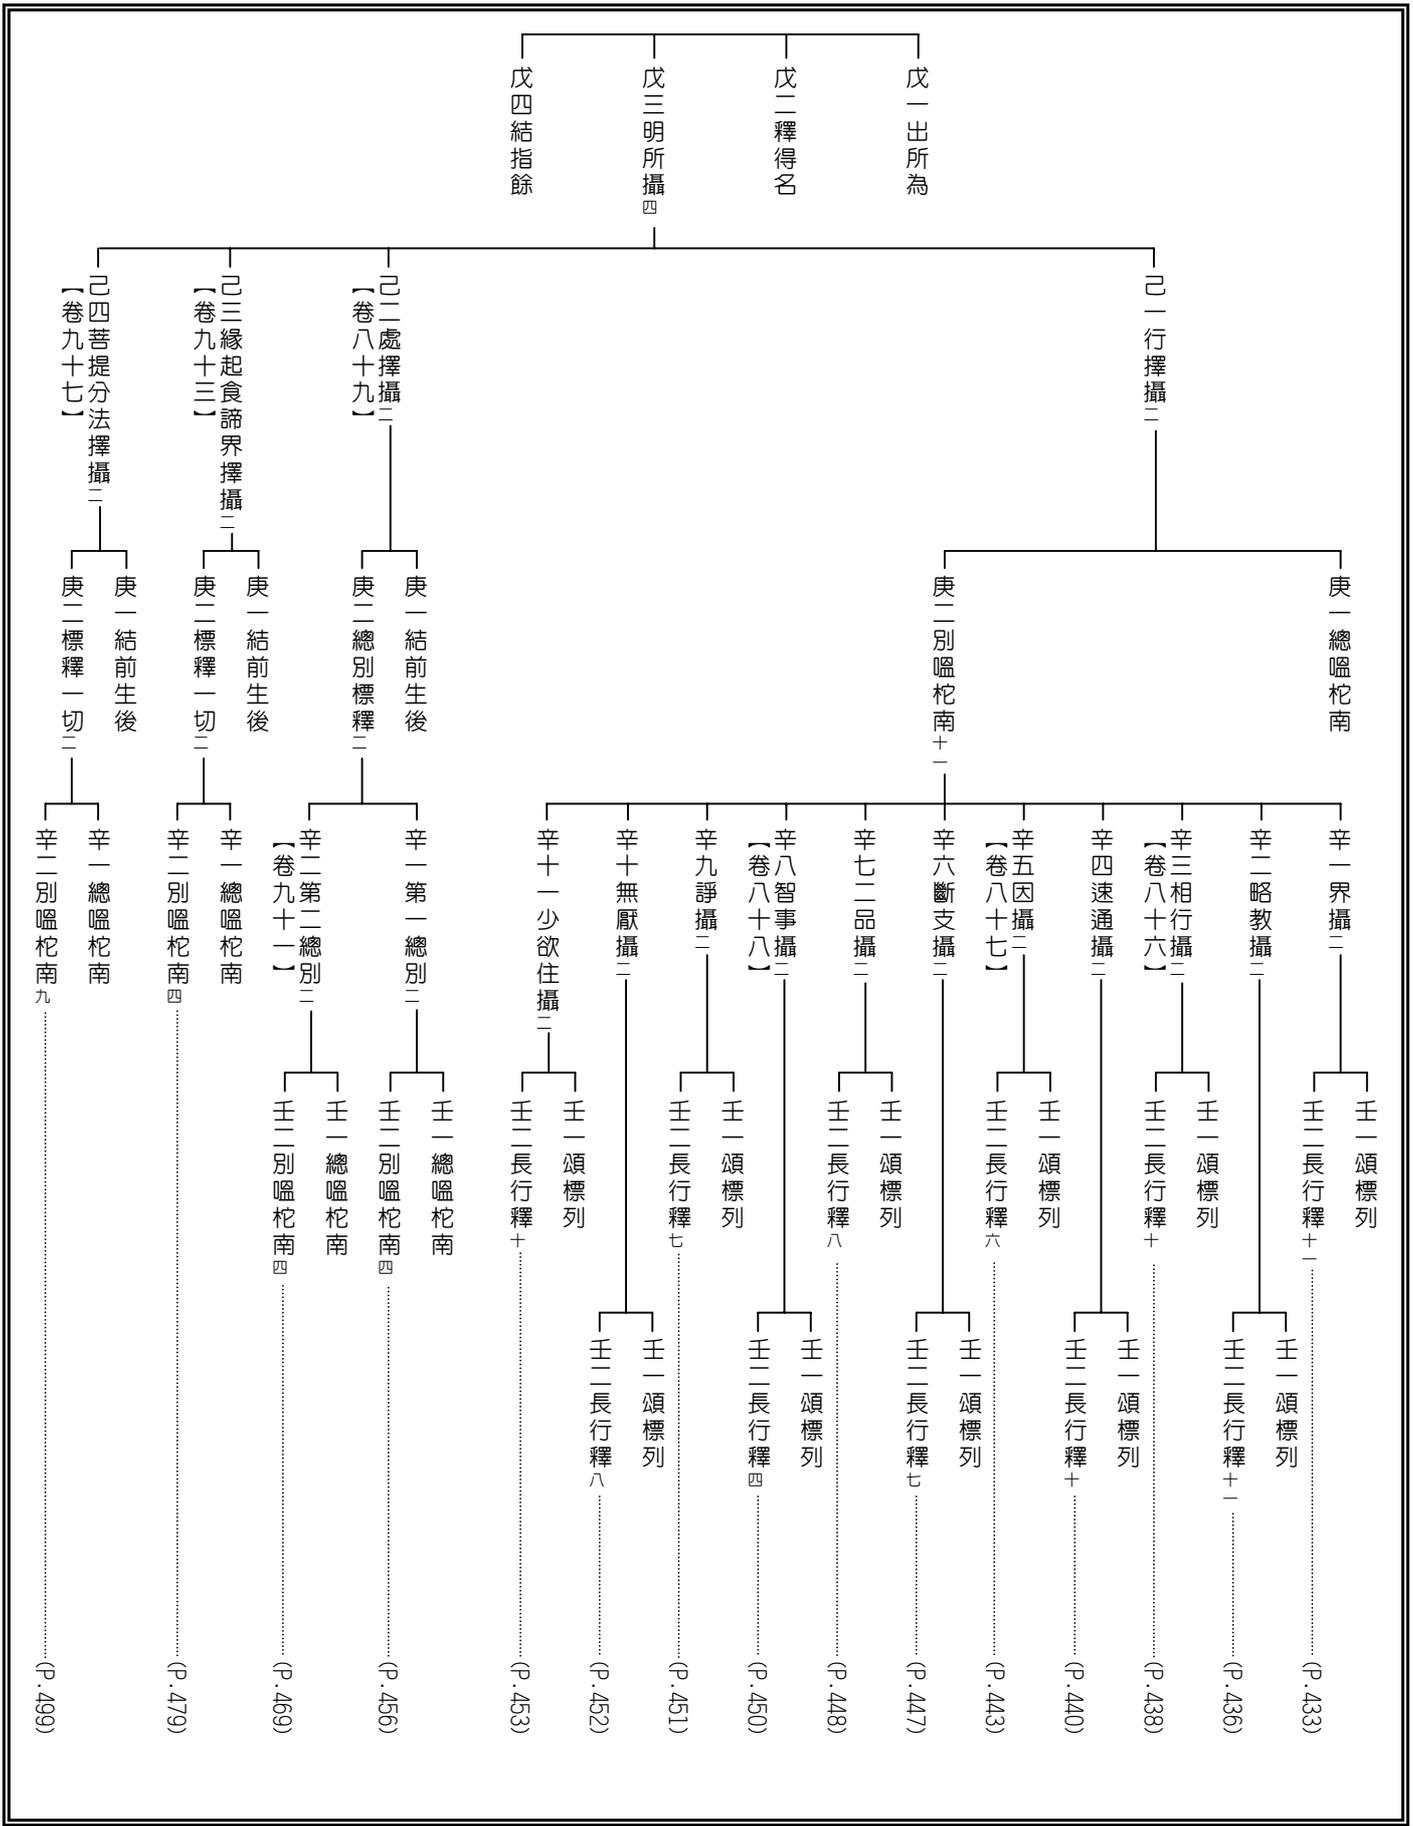 戊一出所為
戊二釋得名
戊三明所攝四
戊四結指餘
己一行擇攝二
己二處擇攝二
【卷八十九】
己三緣起食諦界擇攝二
【卷九十三】
己四菩提分法擇攝二
【卷九十七】
庚一總嗢柁南
庚二別嗢柁南十一
庚一結前生後
庚二總別標釋二
庚一結前生後
庚二標釋一切二
庚一結前生後
庚二標釋一切二
辛一界攝二
辛二略教攝二
辛三相行攝二
【卷八十六】
辛四速通攝二
辛五因攝二
【卷八十七】
辛六斷支攝二
辛七二品攝二
辛八智事攝二
【卷八十八】
辛九諍攝二
辛十無厭攝二
辛十一少欲住攝二
辛一第一總別二
辛二第二總別二
【卷九十一】
辛一總嗢柁南
辛二別嗢柁南四
辛一總嗢柁南
辛二別嗢柁南九
壬一頌標列
壬二長行釋十一
壬一頌標列
壬二長行釋十一
壬一頌標列
壬二長行釋十
壬一頌標列
壬二長行釋十
壬一頌標列
壬二長行釋六
壬一頌標列
壬二長行釋七
壬一頌標列
壬二長行釋八
壬一頌標列
壬二長行釋四
壬一頌標列
壬二長行釋七
壬一頌標列
壬二長行釋八
壬一頌標列
壬二長行釋十
壬一總嗢柁南
壬二別嗢柁南四
壬一總嗢柁南
壬二別嗢柁南四
(P.433)
(P.436)
(P.438)
(P.440)
(P.443)
(P.447)
(P.448)
(P.450)
(P.451)
(P.452)
(P.453)
(P.456)
(P.469)
(P.479)
(P.499)